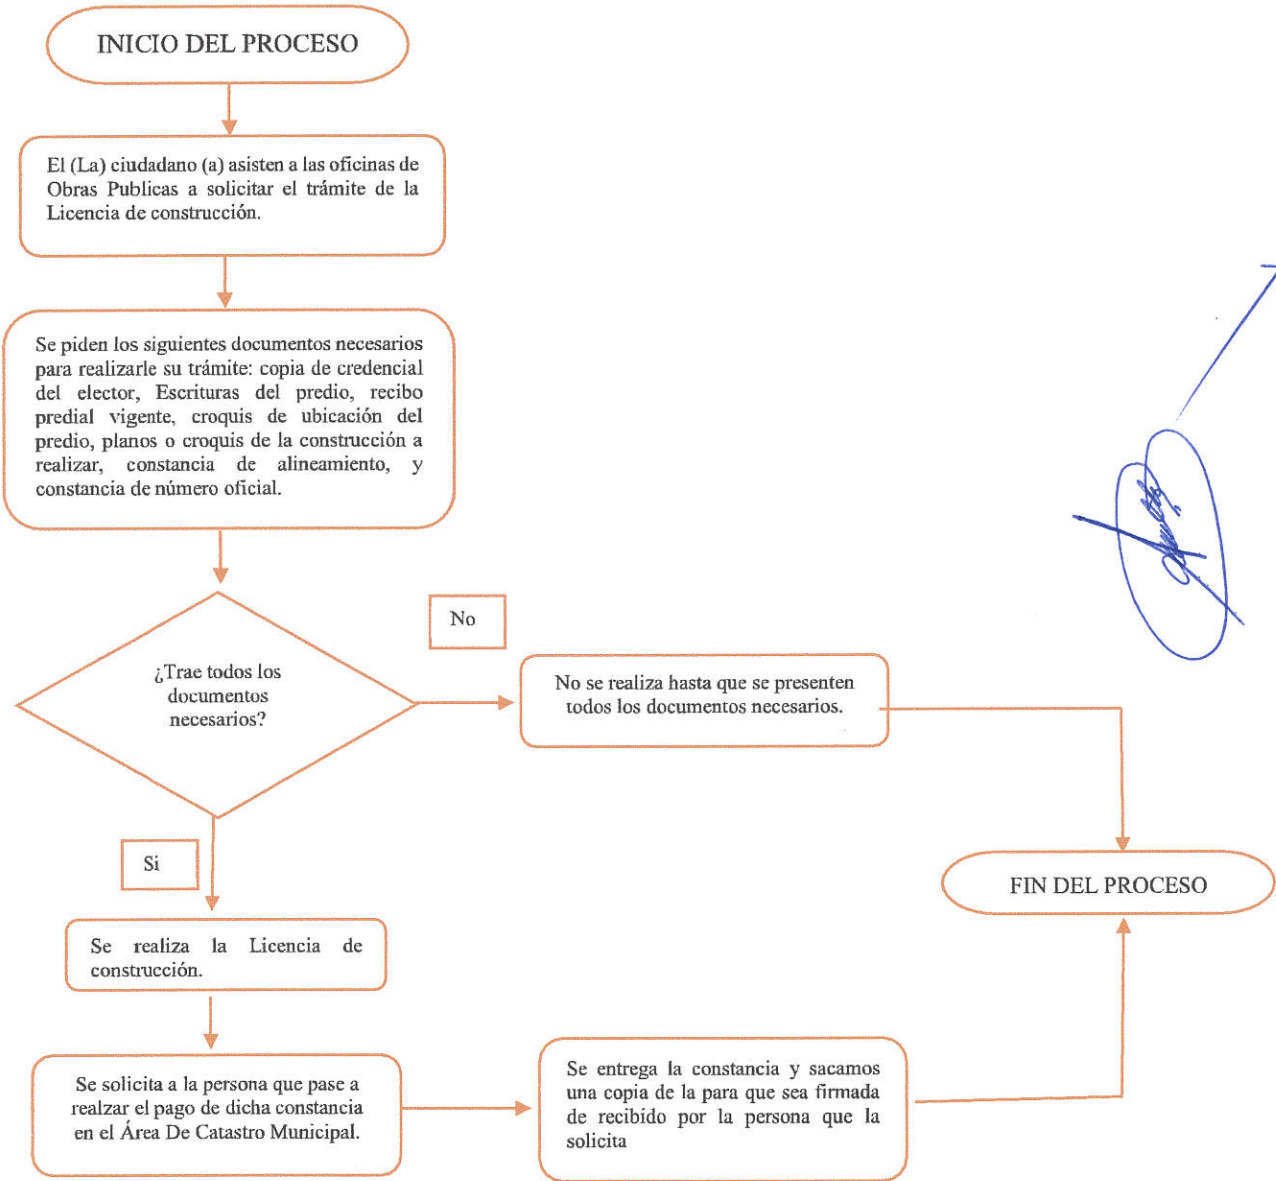 INICIO DEL PROCESO
El (La) ciudadano (a) asisten a las oficinas de
Obras Publicas a solicitar el trámite de la
Licencia de construcción.
Se piden los siguientes documentos necesarios
para realizarle su trámite: copia de credencial
del elector, Escrituras del predio, recibo
predial vigente, croquis de ubicación del
predio, planos o croquis de la construcción a
realizar, constancia de alineamiento, y
constancia de número oficial.
¿Trae todos los
documentos
necesarios?
No
No se realiza hasta que se presenten
todos los documentos necesarios.
Si
Se realiza la Licencia de
construcción.
FIN DEL PROCESO
Se solicita a la persona que pase a
realzar el pago de dicha constancia
en el Área De Catastro Municipal.
Se entrega la constancia y sacamos
una copia de la para que sea firmada
de recibido por la persona que la
solicita